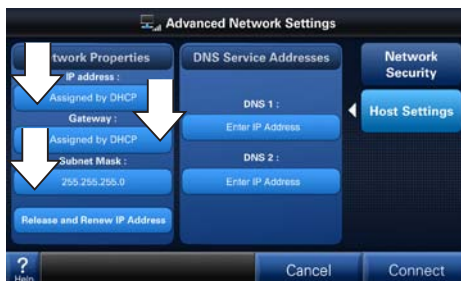 Advanced Network Settings
Network Properties
IP address :
Assigned by DHCP
Gateway :
Assigned by DHCP
Subnet Mask :
255.255.255.0
Release and Renew IP Address
DNS Service Addresses
DNS 1 :
Enter IP Address
DNS 2 :
Enter IP Address
Network
Security
Host Settings
?
Help
Cancel
Connect